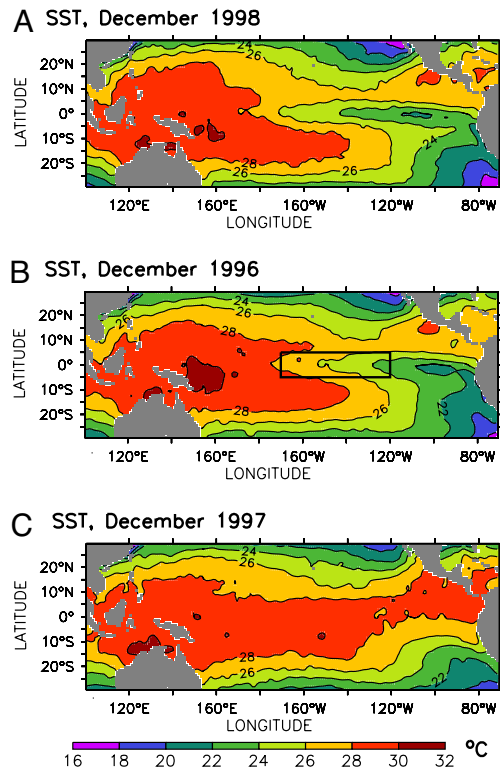 A SST, December 1998
20°N
10°N
0°
10°S
20°S
LATITUDE
24
26
28
26
26
24
120°E 160°E 160°W 120°W 80°W
LONGITUDE
B SST, December 1996
20°N
10°N
0°
10°S
20°S
LATITUDE
24
26
26
28
28
26
22
120°E 160°E 160°W 120°W 80°W
LONGITUDE
C SST, December 1997
20°N
10°N
0°
10°S
20°S
LATITUDE
24
26
28
26
22
120°E 160°E 160°W 120°W 80°W
LONGITUDE
°C
16 18 20 22 24 26 28 30 32